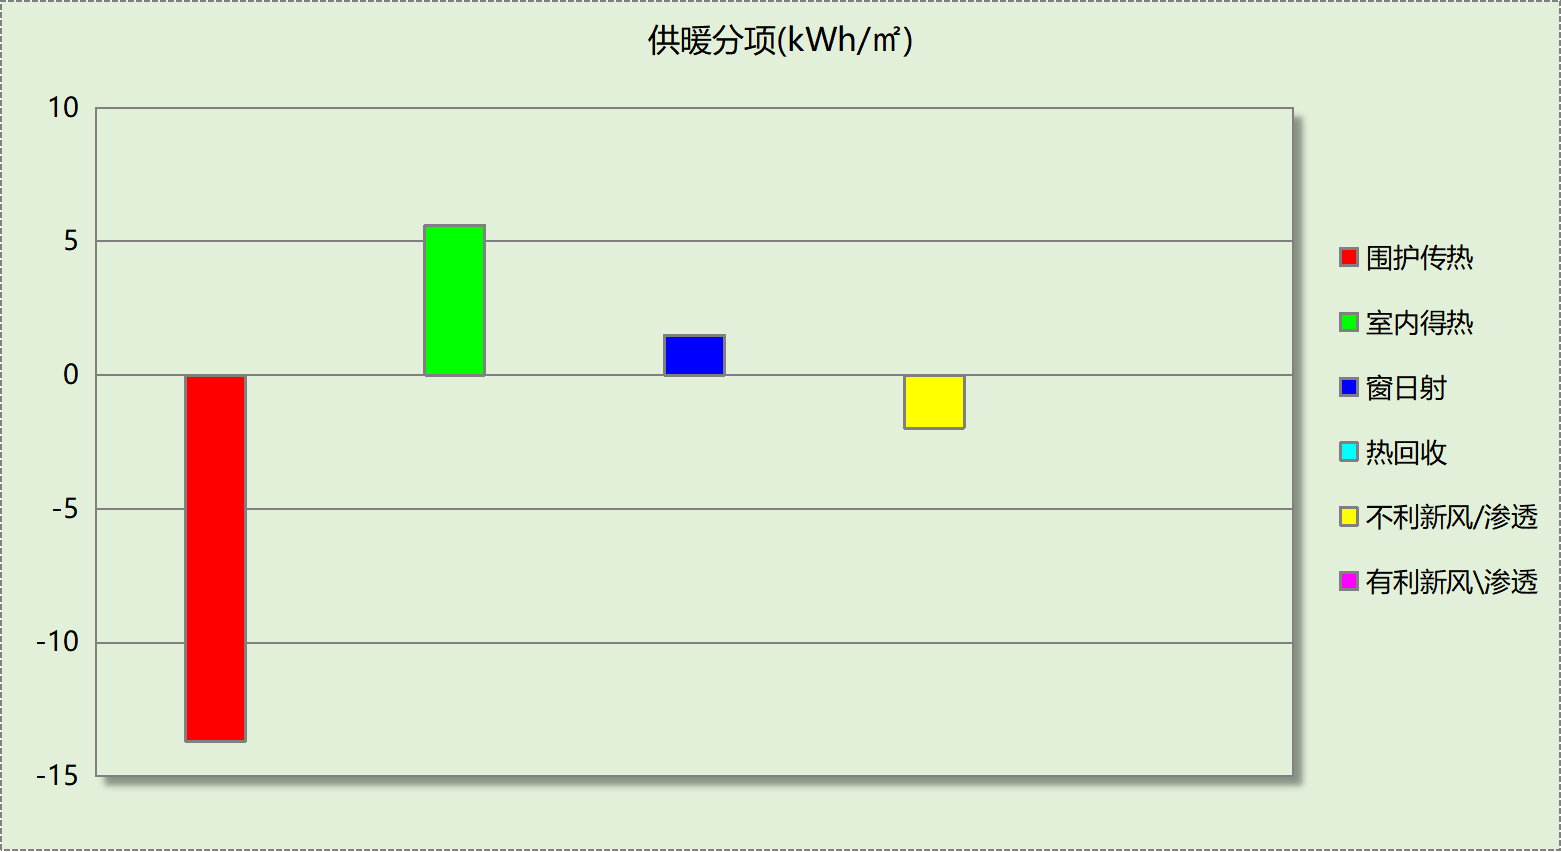 供暖分项(kWh/㎡)
10
5
0
-5
-10
-15
围护传热
室内得热
窗日射
热回收
不利新风/渗透
有利新风\渗透